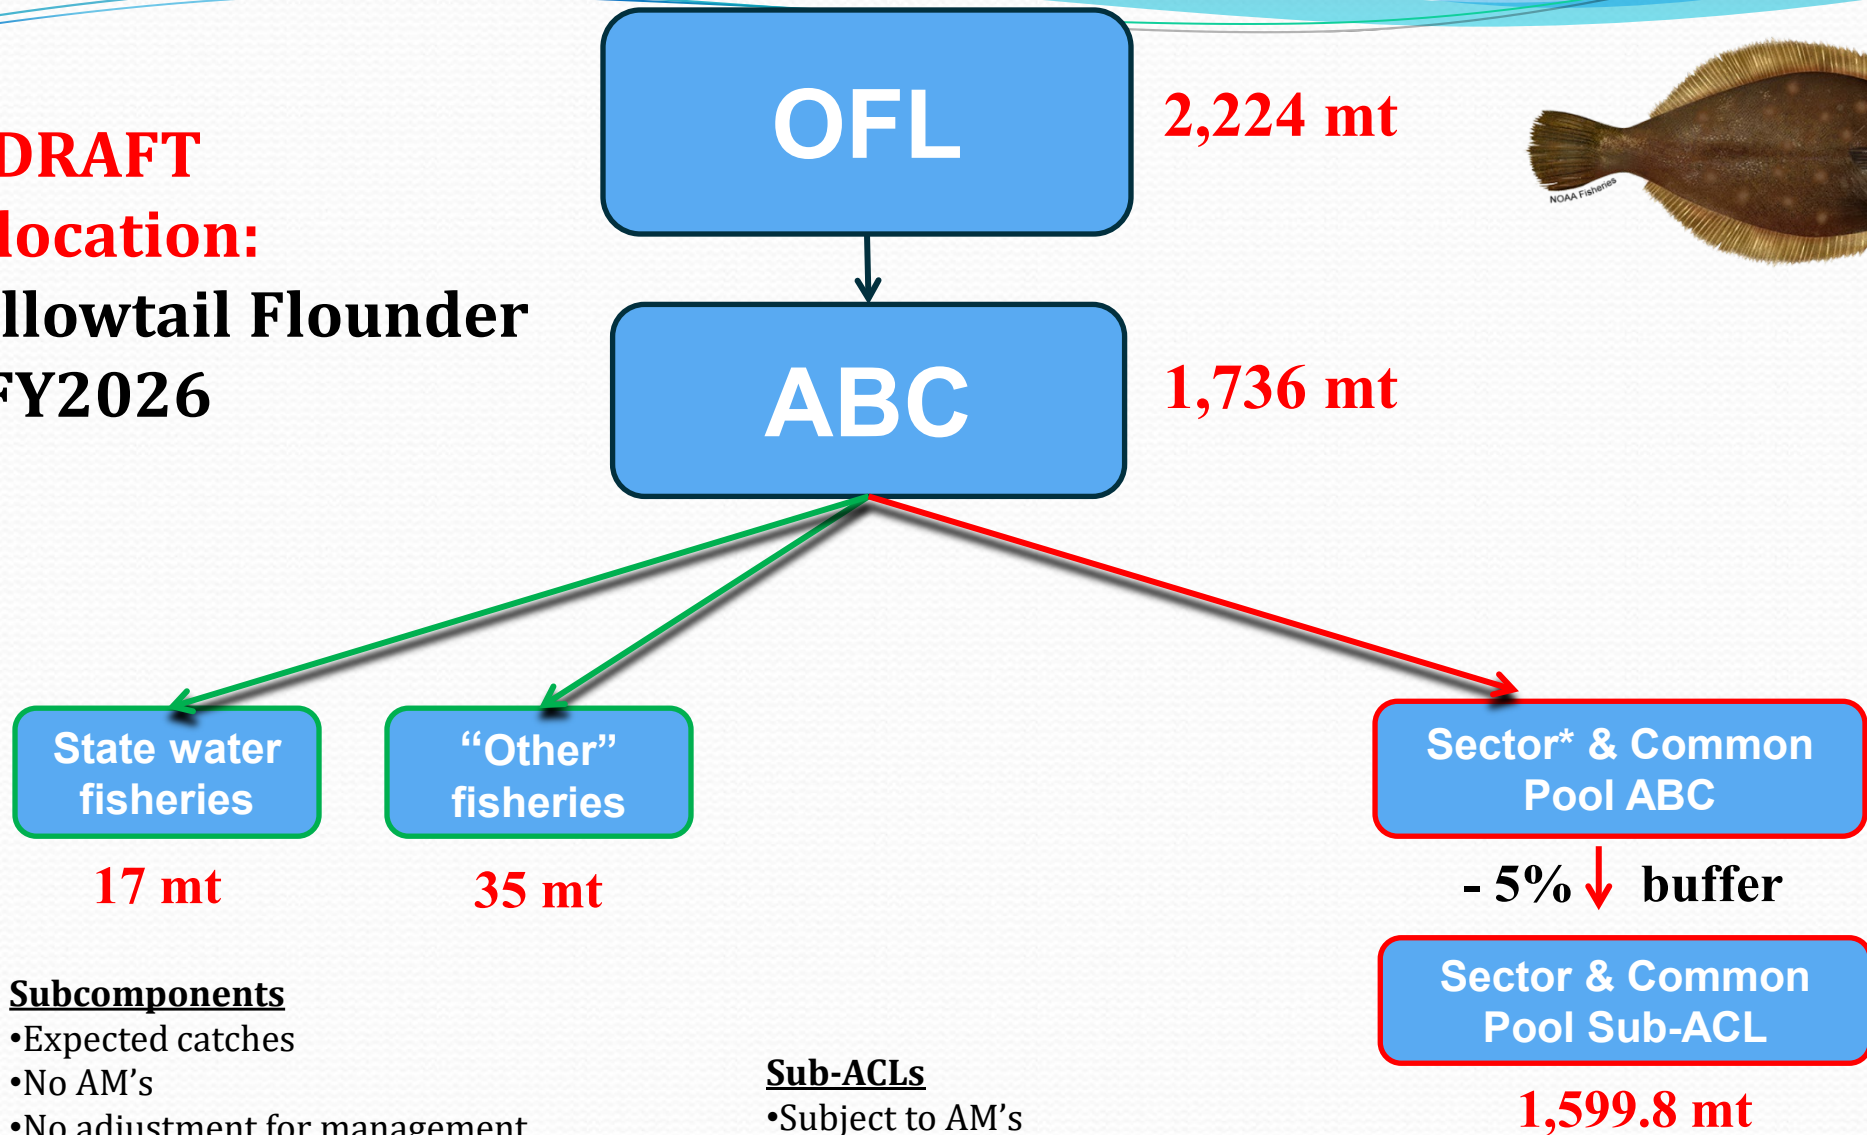 OFL
2,224 mt
DRAFT
location:
llowtail Flounder
FY2026
NOAA Fisheries
ABC
1,736 mt
State water
fisheries
17 mt
“Other”
fisheries
35 mt
Sector* & Common
Pool ABC
- 5% buffer
Sector & Common
Pool Sub-ACL
1,599.8 mt
Subcomponents
•Expected catches
•No AM’s
•No adjustment for management
Sub-ACLs
•Subject to AM’s